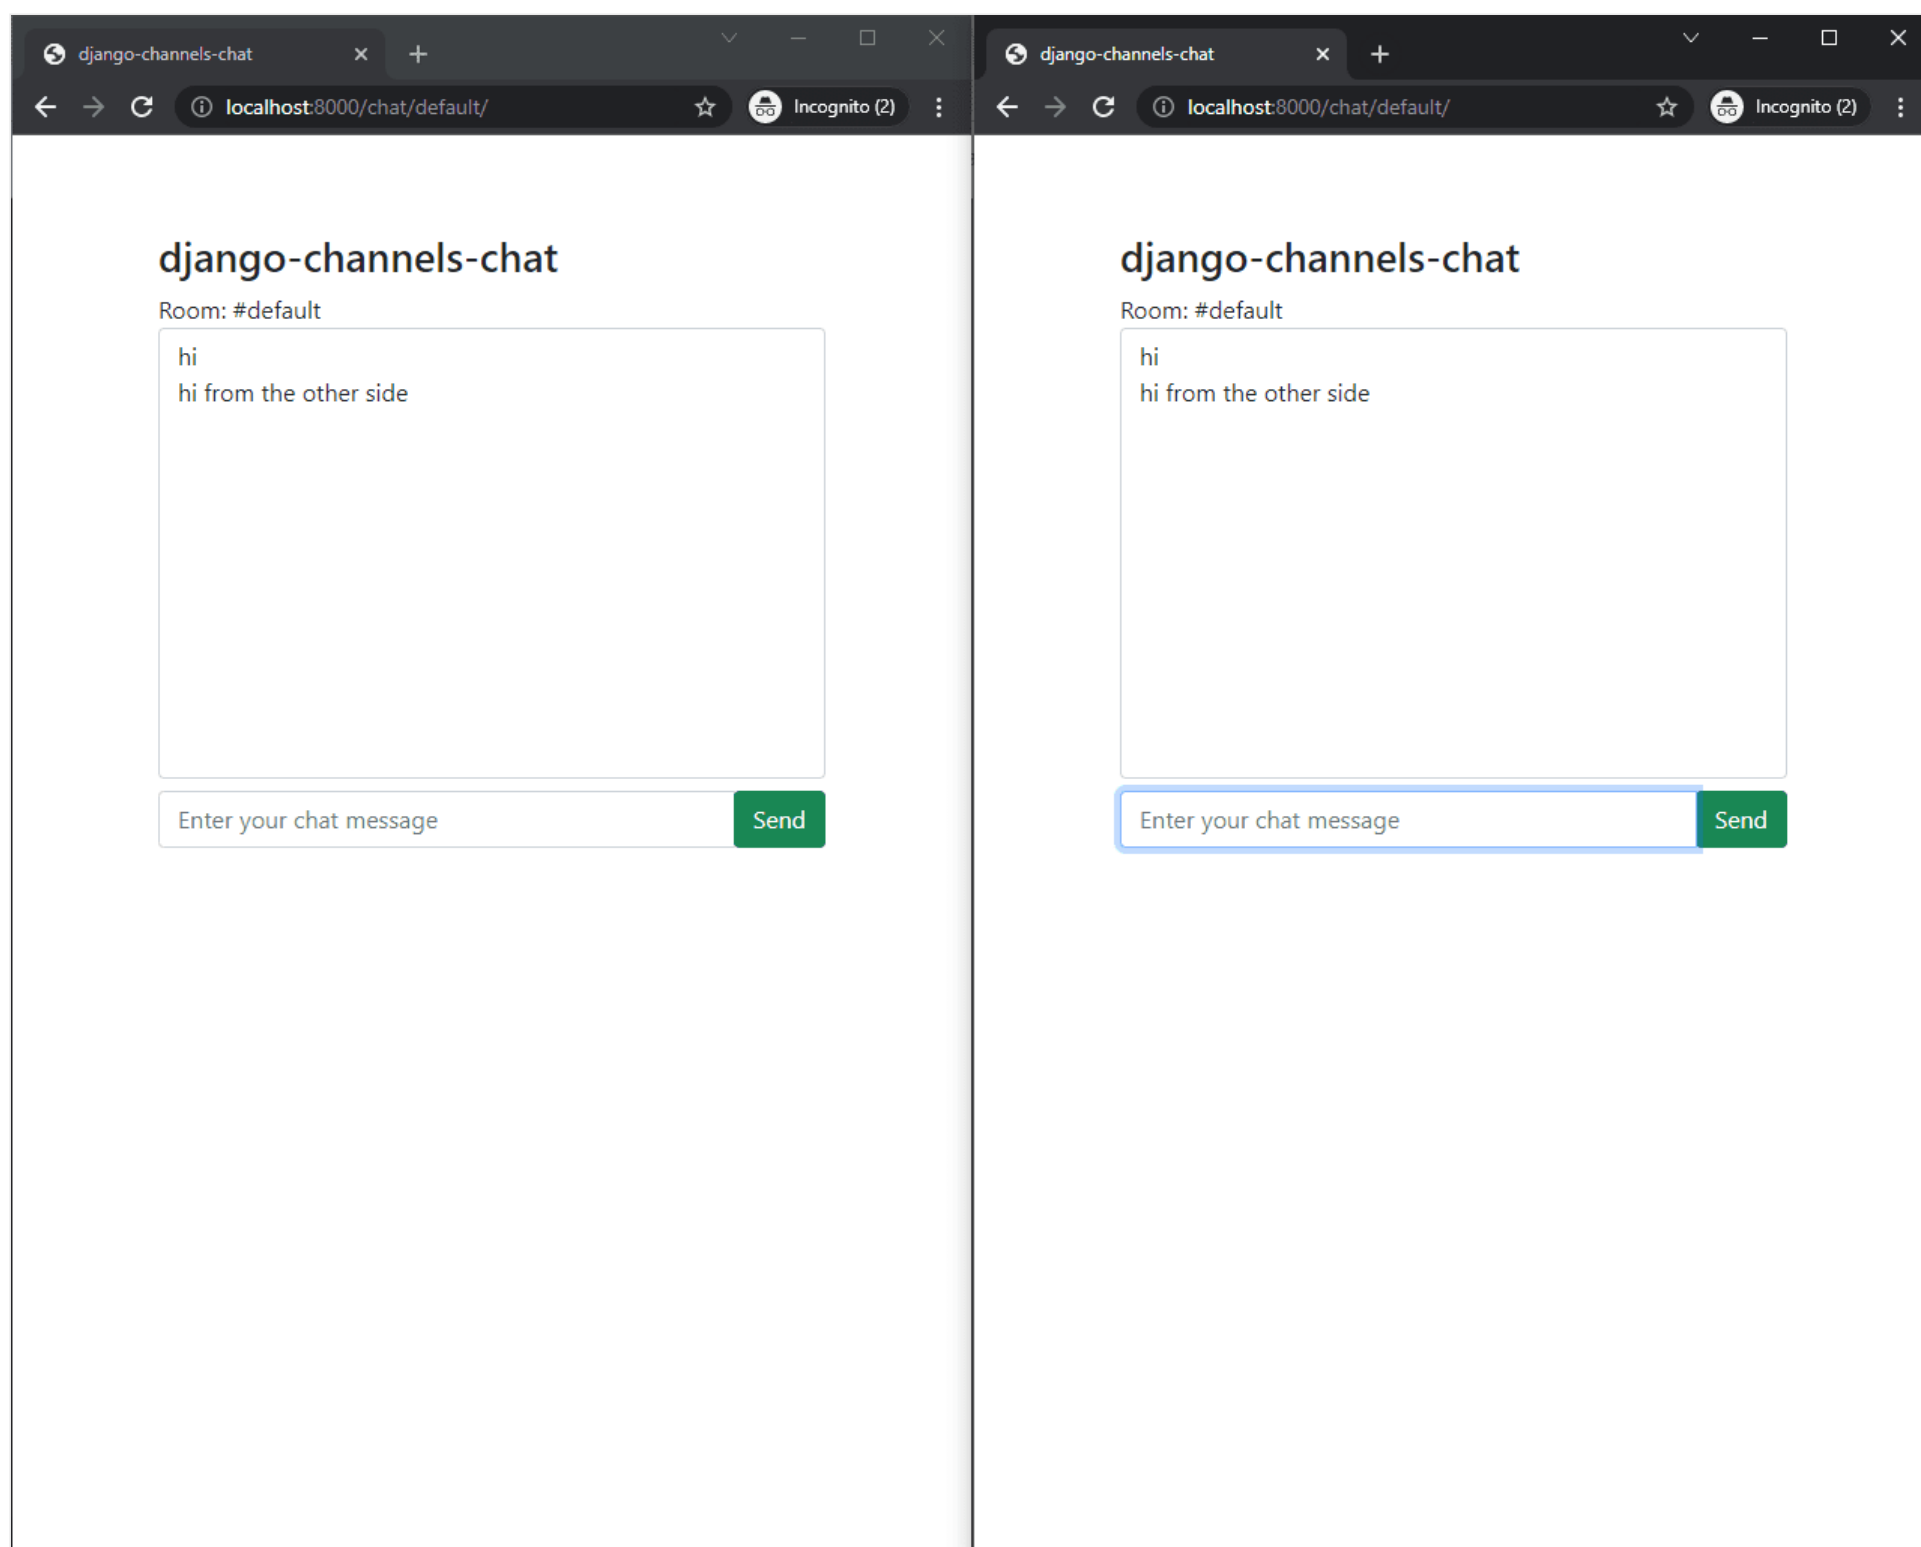 django-channels-chat
localhost:8000/chat/default/
Incognito (2)
django-channels-chat
Room: #default
hi
hi from the other side
Enter your chat message
Send
django-channels-chat
localhost:8000/chat/default/
Incognito (2)
django-channels-chat
Room: #default
hi
hi from the other side
Enter your chat message
Send